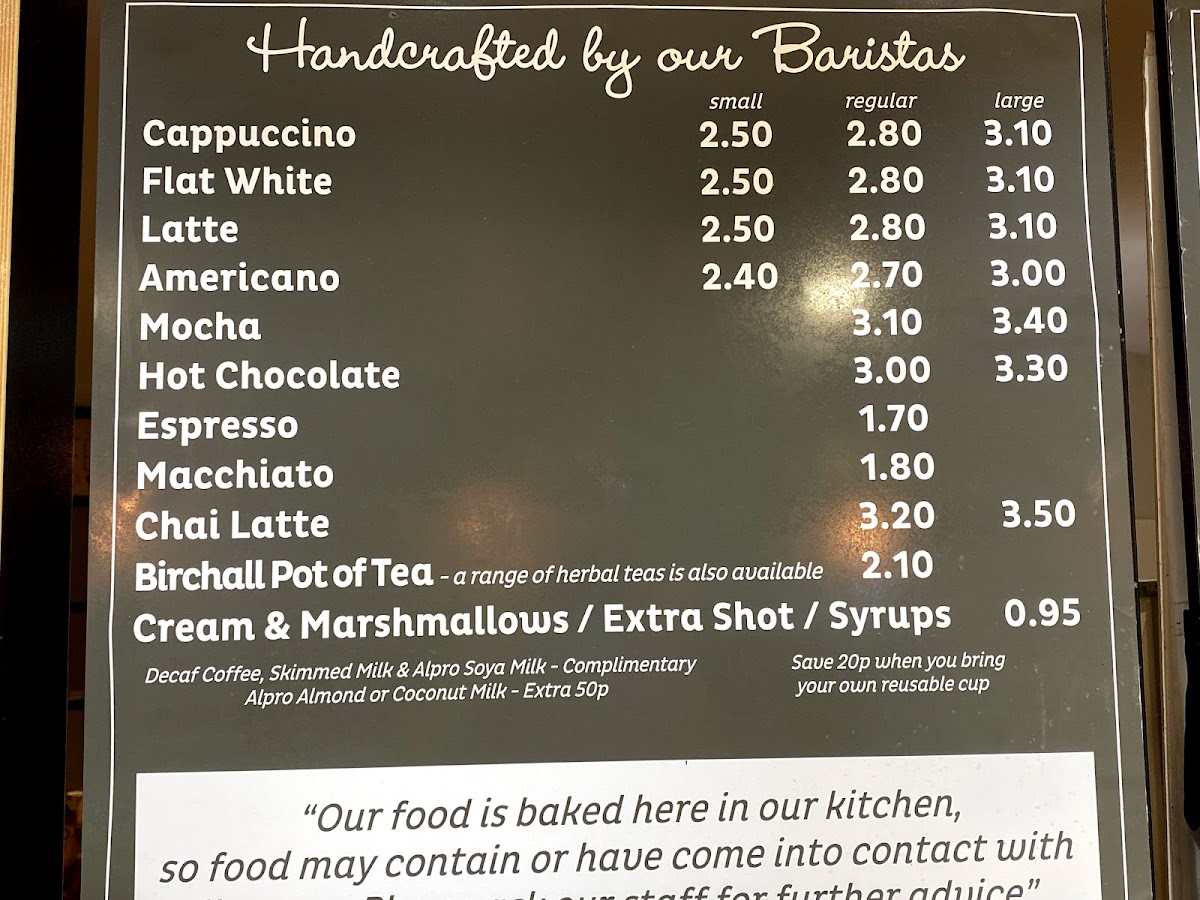 Handcrafted by our Baristas
small regular large
Cappuccino 2.50 2.80 3.10
Flat White 2.50 2.80 3.10
Latte 2.50 2.80 3.10
Americano 2.40 2.70 3.00
Mocha 3.10 3.40
Hot Chocolate 3.00 3.30
Espresso 1.70
Macchiato 1.80
Chai Latte 3.20 3.50
Birchall Pot of Tea - a range of herbal teas is also available 2.10
Cream & Marshmallows / Extra Shot / Syrups 0.95
Decaf Coffee, Skimmed Milk & Alpro Soya Milk - Complimentary
Alpro Almond or Coconut Milk - Extra 50p
Save 20p when you bring
your own reusable cup
“Our food is baked here in our kitchen,
so food may contain or have come into contact with
our staff for further advice”